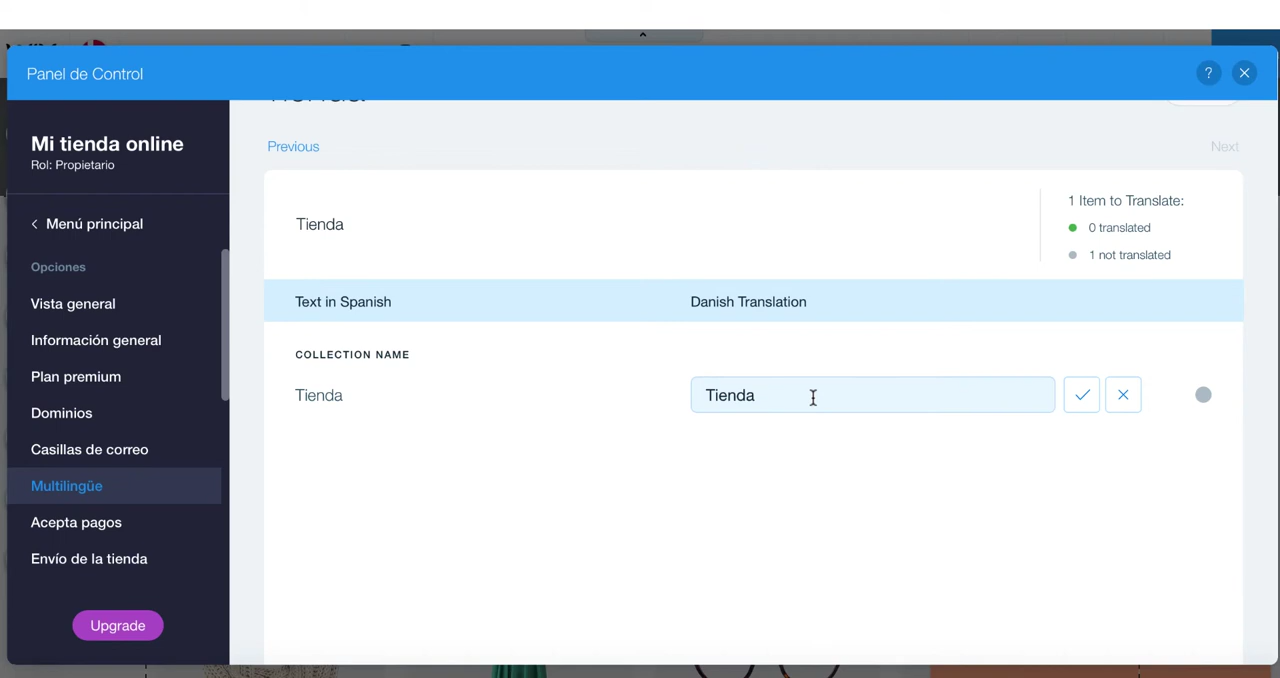 Panel de Control
?
Mi tienda online
Rol: Propietario
Menú principal
Opciones
Vista general
Información general
Plan premium
Dominios
Casillas de correo
Multilingüe
Acepta pagos
Envío de la tienda
Upgrade
Previous
Next
Tienda
1 Item to Translate:
0 translated
1 not translated
Text in Spanish
Danish Translation
COLLECTION NAME
Tienda
Tienda